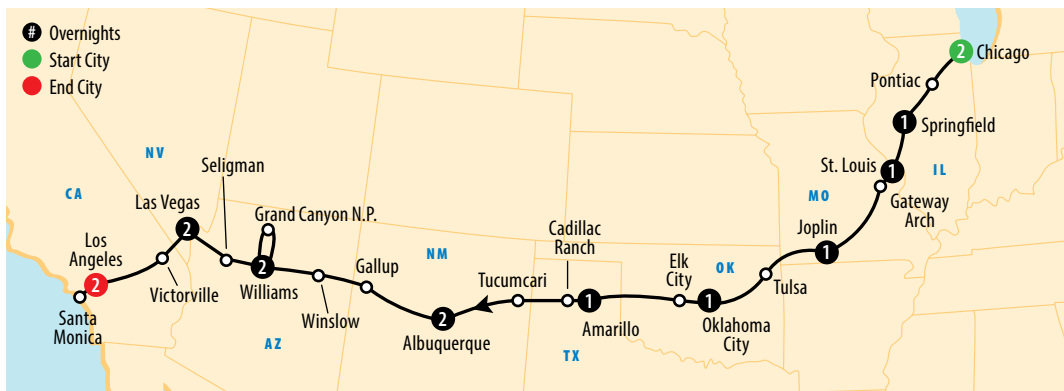 # Overnights
Start City
End City
2 Chicago
Pontiac
1 Springfield
St. Louis 1
IL
Gateway
Arch
MO
Joplin
1
Tulsa
OK
1
Oklahoma
City
Elk
City
1
Amarillo
Cadillac
Ranch
TX
Tucumcari
NM
2
Albuquerque
Gallup
Winslow
Grand Canyon N.P.
2
Williams
AZ
Seligman
NV
Las Vegas
2
Victorville
CA
Los
Angeles
2
Santa
Monica